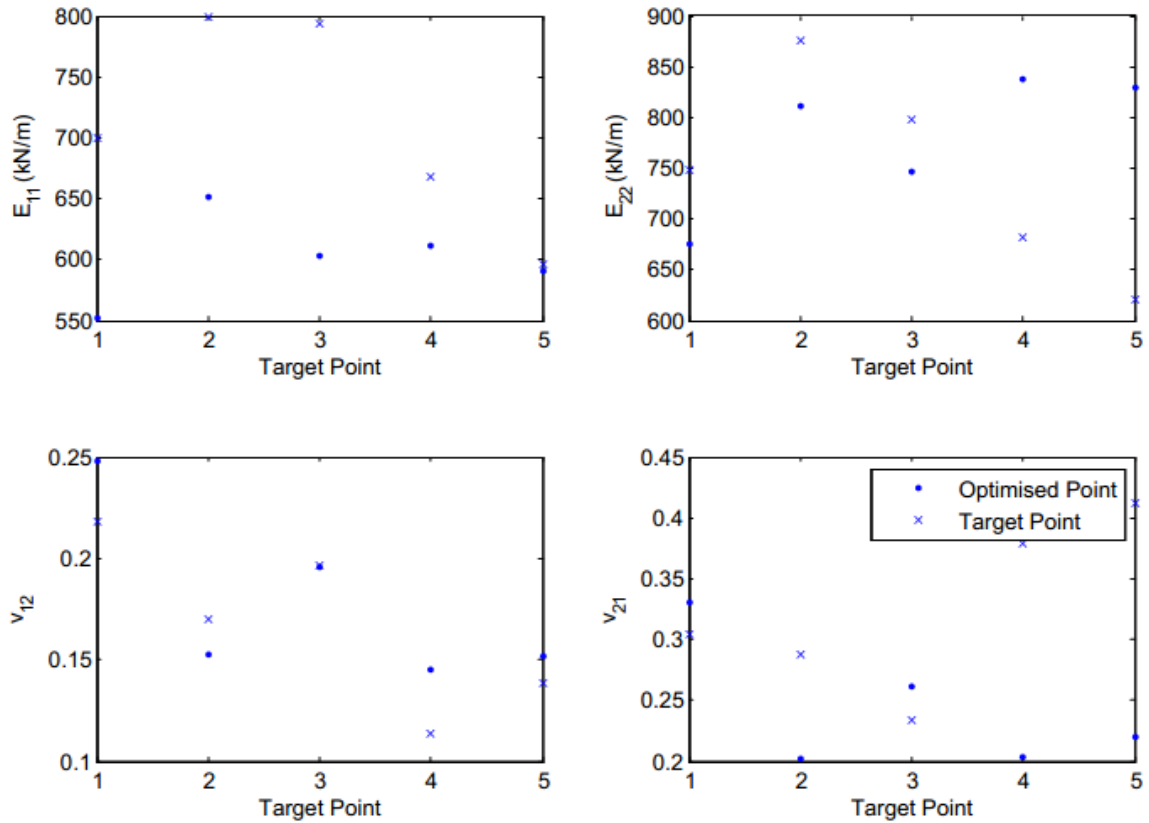 800
750
700
650
600
550
E11 (kN/m)
1 2 3 4 5
Target Point
900
850
800
750
700
650
600
E22 (kN/m)
1 2 3 4 5
Target Point
0.25
0.2
0.15
0.1
v12
1 2 3 4 5
Target Point
0.45
0.4
0.35
0.3
0.25
0.2
v21
Optimised Point
Target Point
1 2 3 4 5
Target Point